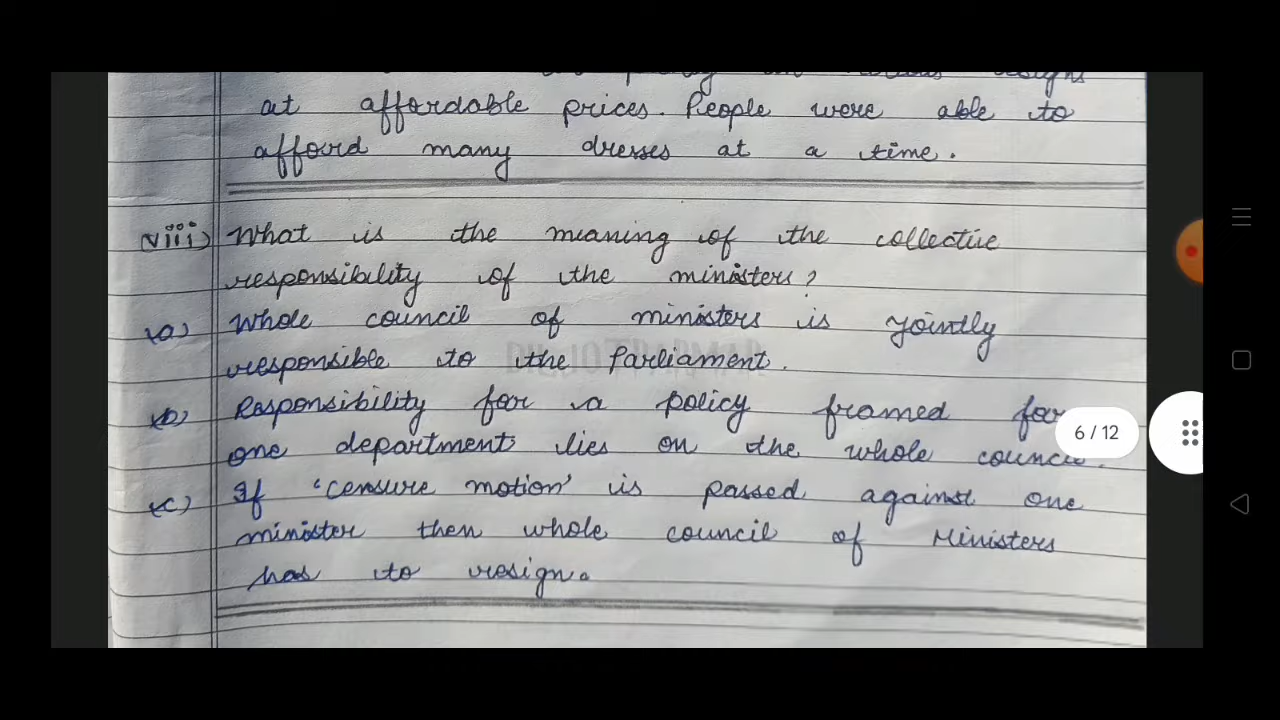 at affordable prices. People were able to
afford many dresses at a time.
(viii) What is the meaning of the collective
responsibility of the ministers?
(a) Whole council of ministers is jointly
responsible to the Parliament.
(b) Responsibility for a policy framed for
one department lies on the whole council.
6/12
(c) If 'censure motion' is passed against one
minister then whole council of Ministers
has to resign.